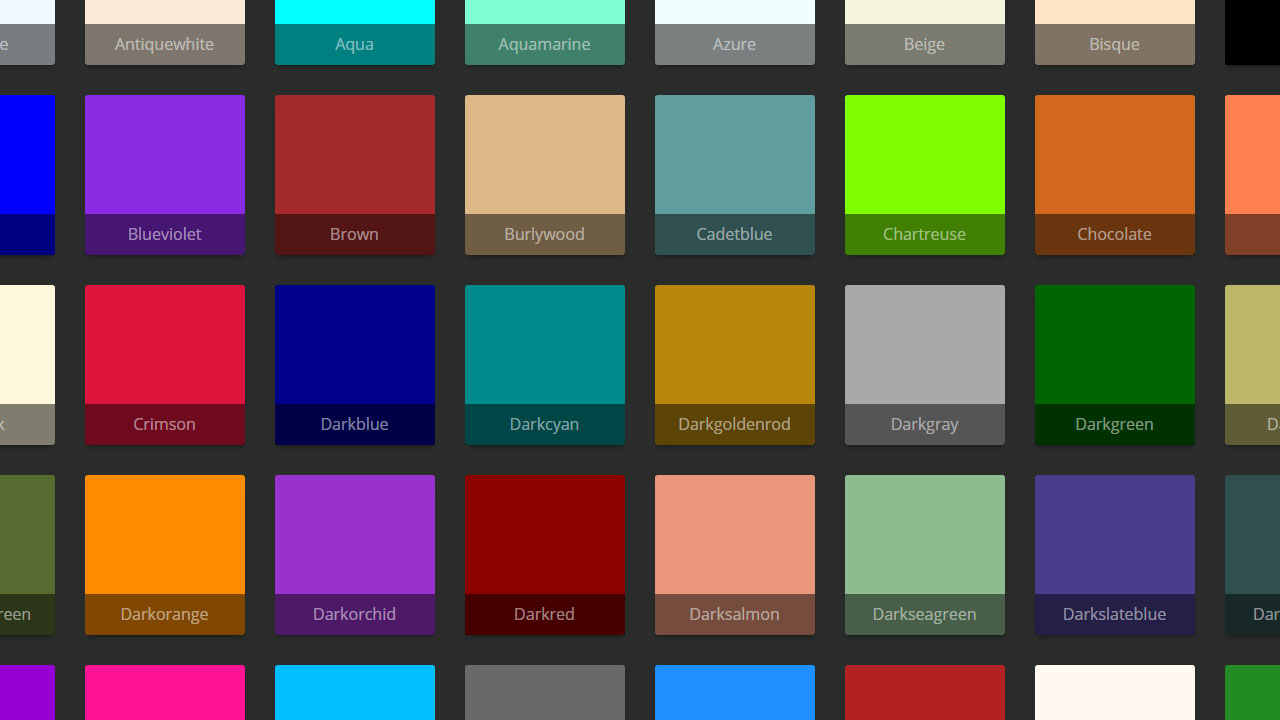 e
Antiquewhite
Aqua
Aquamarine
Azure
Beige
Bisque
Blueviolet
Brown
Burlywood
Cadetblue
Chartreuse
Chocolate
k
Crimson
Darkblue
Darkcyan
Darkgoldenrod
Darkgray
Darkgreen
D
reen
Darkorange
Darkorchid
Darkred
Darksalmon
Darkseagreen
Darkslateblue
Dar